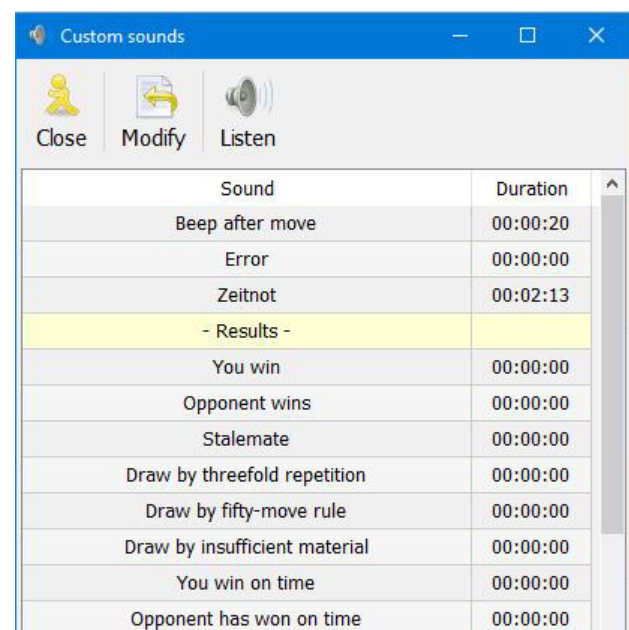 Custom sounds
Close Modify Listen
Sound Duration
Beep after move 00:00:20
Error 00:00:00
Zeitnot 00:02:13
- Results -
You win 00:00:00
Opponent wins 00:00:00
Stalemate 00:00:00
Draw by threefold repetition 00:00:00
Draw by fifty-move rule 00:00:00
Draw by insufficient material 00:00:00
You win on time 00:00:00
Opponent has won on time 00:00:00